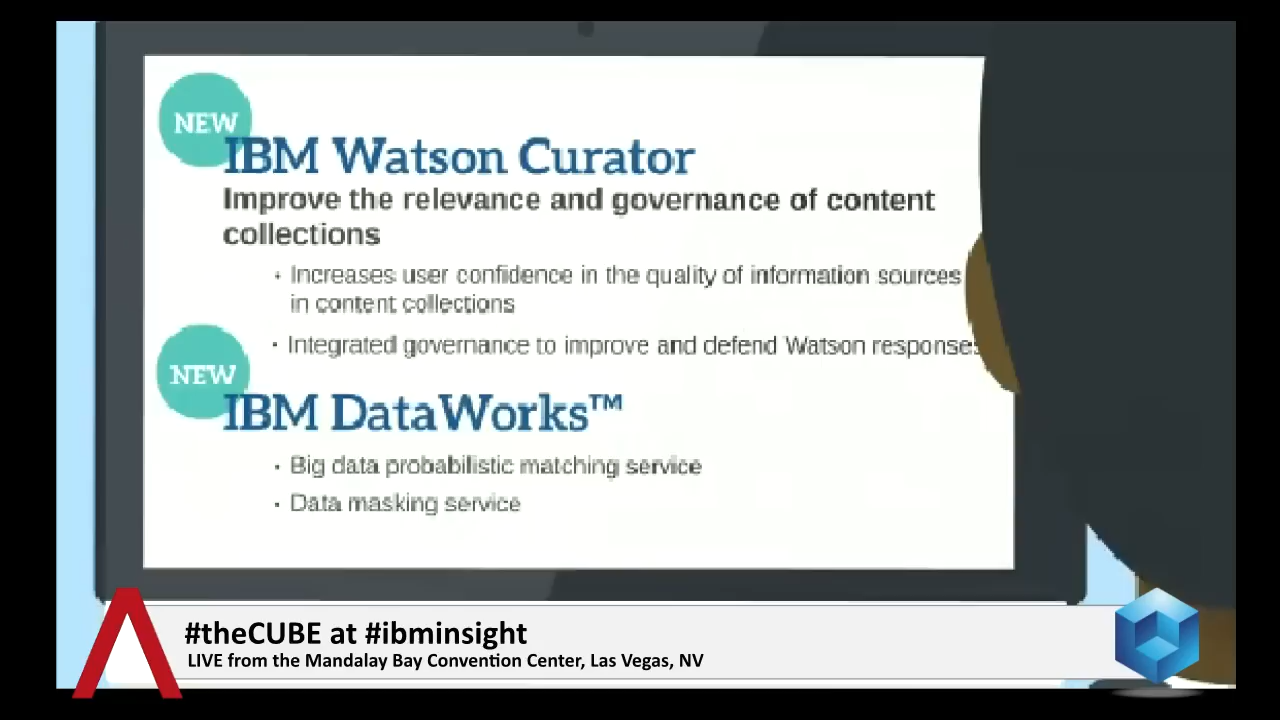 NEW
IBM Watson Curator
Improve the relevance and governance of content
collections
• Increases user confidence in the quality of information sources
in content collections
• Integrated governance to improve and defend Watson responses
NEW
IBM DataWorks™
• Big data probabilistic matching service
• Data masking service
#theCUBE at #ibminsight
LIVE from the Mandalay Bay Convention Center, Las Vegas, NV